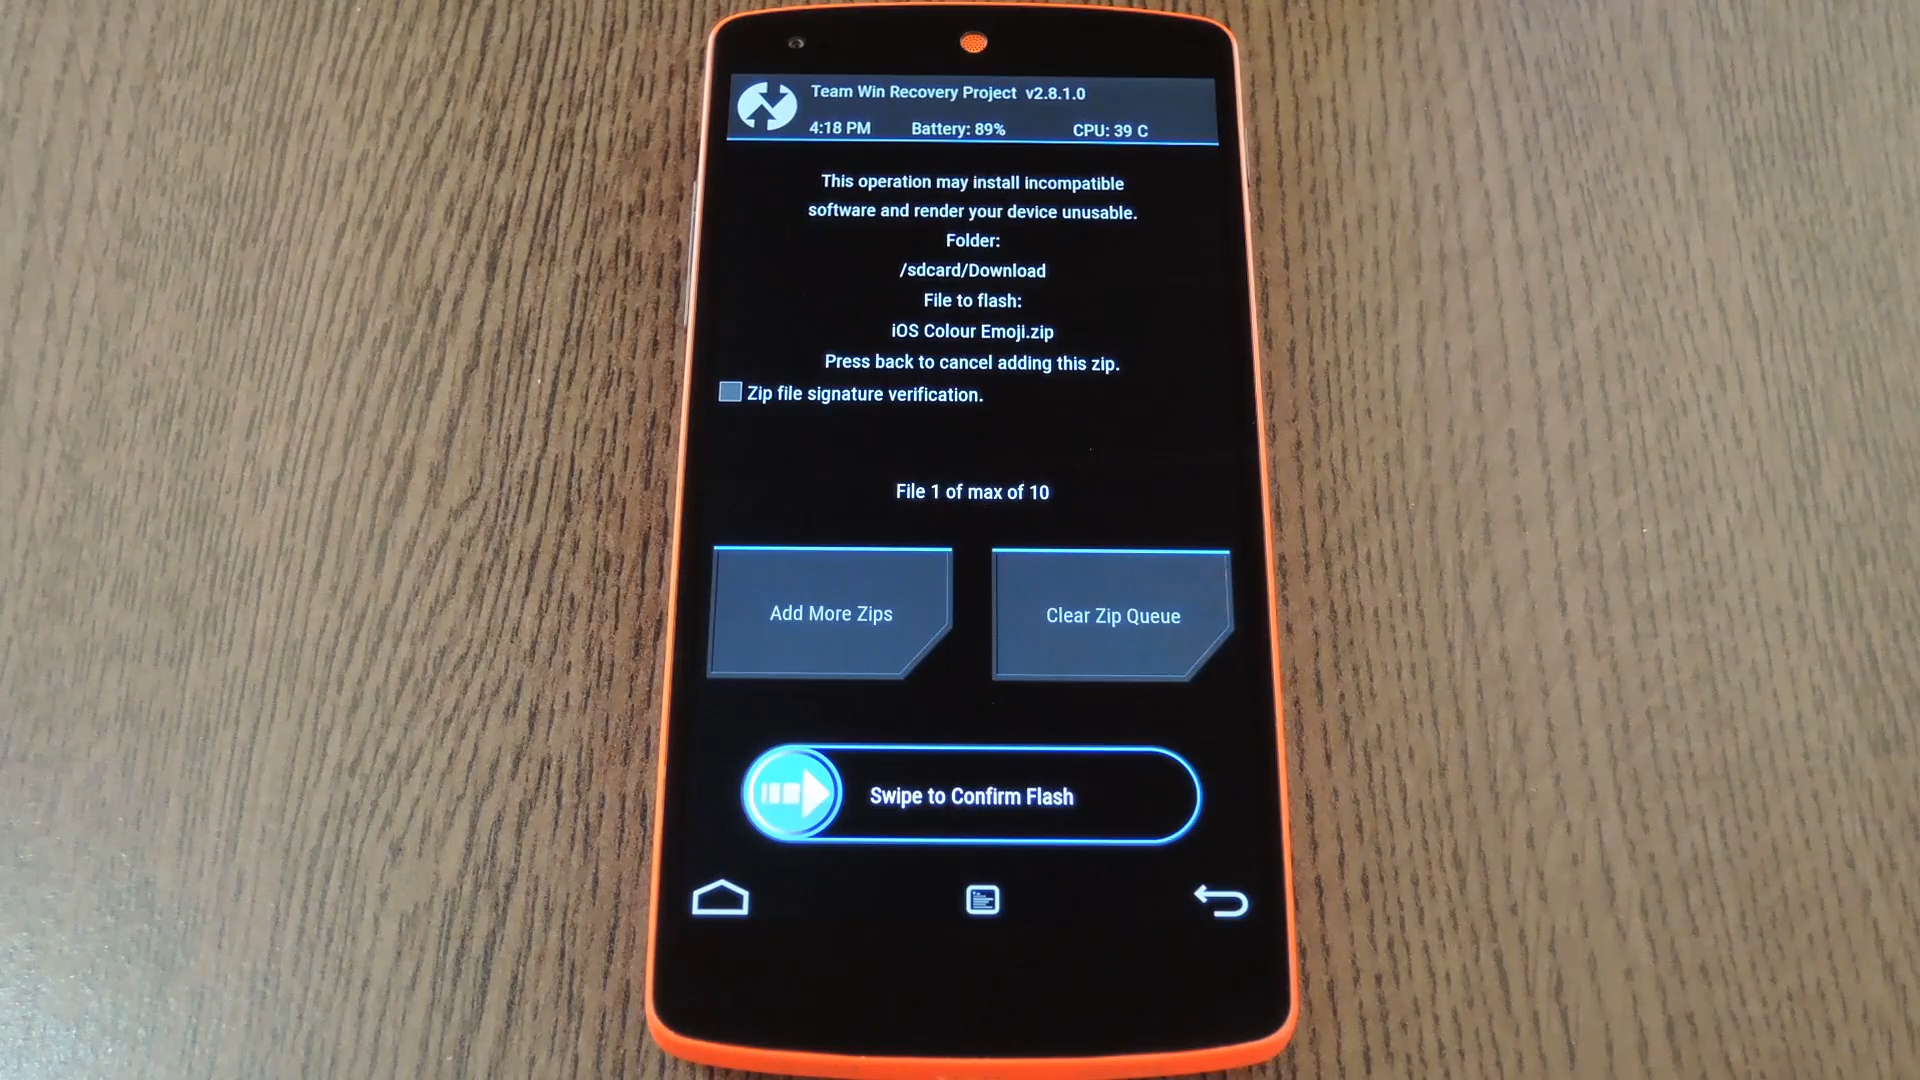 Team Win Recovery Project v2.8.1.0
4:18 PM Battery: 89% CPU: 39 C
This operation may install incompatible
software and render your device unusable.
Folder:
/sdcard/Download
File to flash:
iOS Colour Emoji.zip
Press back to cancel adding this zip.
Zip file signature verification.
File 1 of max of 10
Add More Zips
Clear Zip Queue
Swipe to Confirm Flash